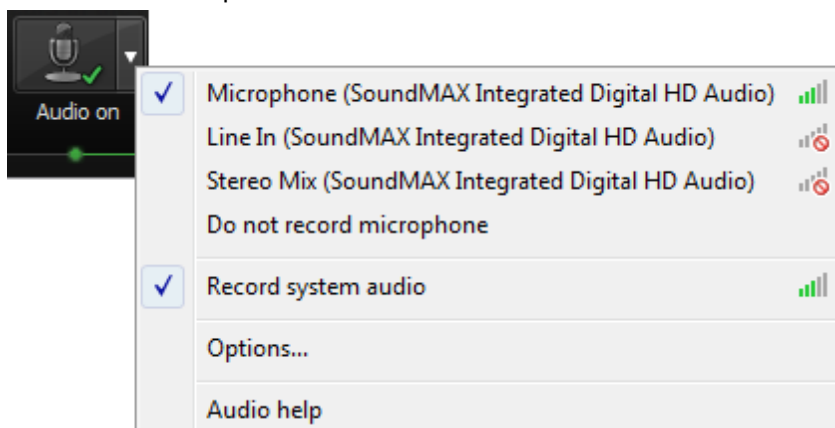 Audio on
Microphone (SoundMAX Integrated Digital HD Audio)
Line In (SoundMAX Integrated Digital HD Audio)
Stereo Mix (SoundMAX Integrated Digital HD Audio)
Do not record microphone
Record system audio
Options...
Audio help